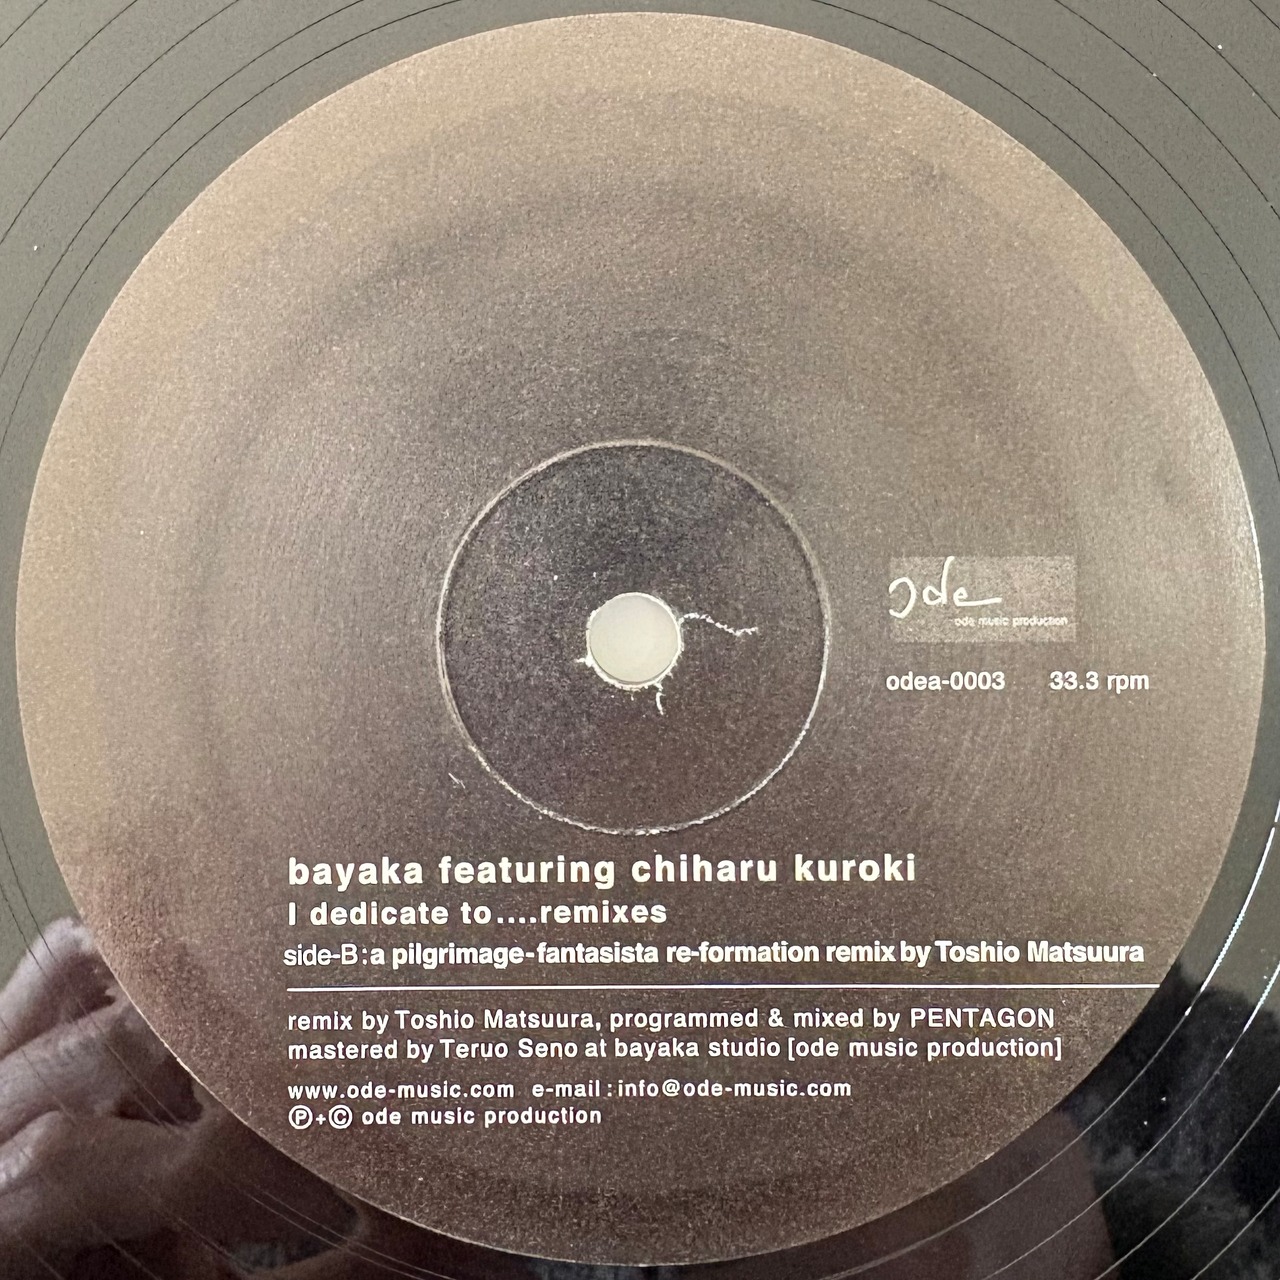 ode
ode music production
odea-0003 33.3 rpm
bayaka featuring chiharu kuroki
I dedicate to....remixes
side-B:a pilgrimage-fantasista re-formation remix by Toshio Matsuura
remix by Toshio Matsuura, programmed & mixed by PENTAGON
mastered by Teruo Seno at bayaka studio [ode music production]
www.ode-music.com e-mail:info@ode-music.com
Ⓟ+Ⓒ ode music production